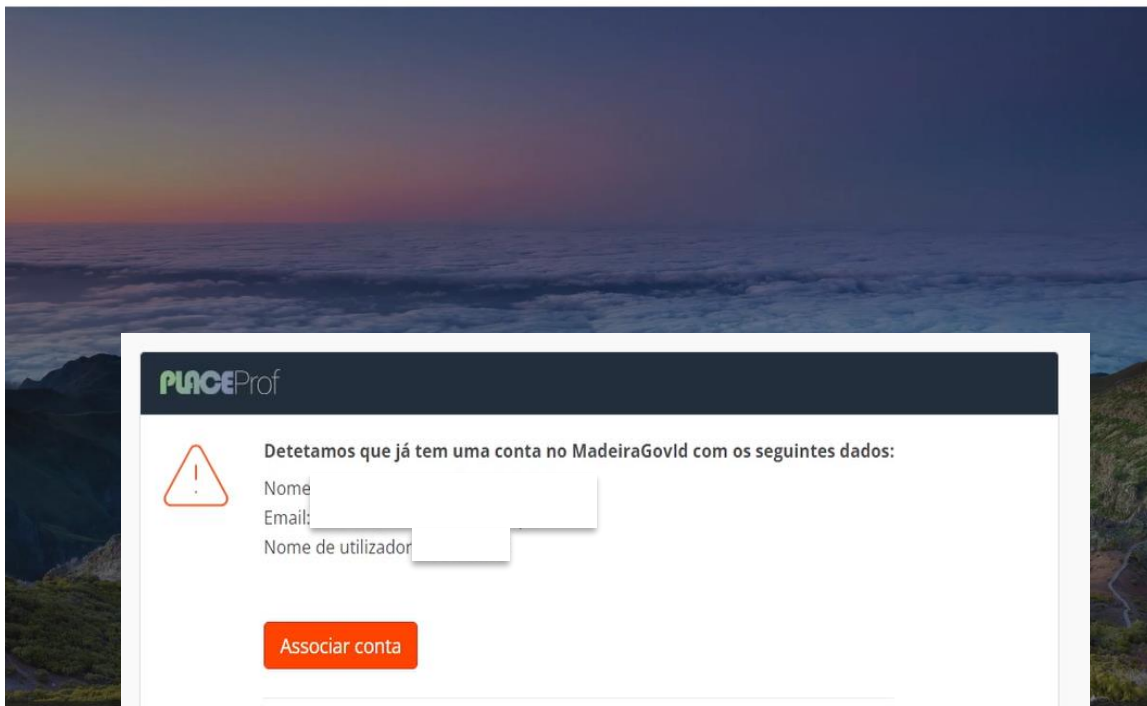 PLACEProf
Detetamos que já tem uma conta no MadeiraGovId com os seguintes dados:
Nome
Email:
Nome de utilizador
Associar conta